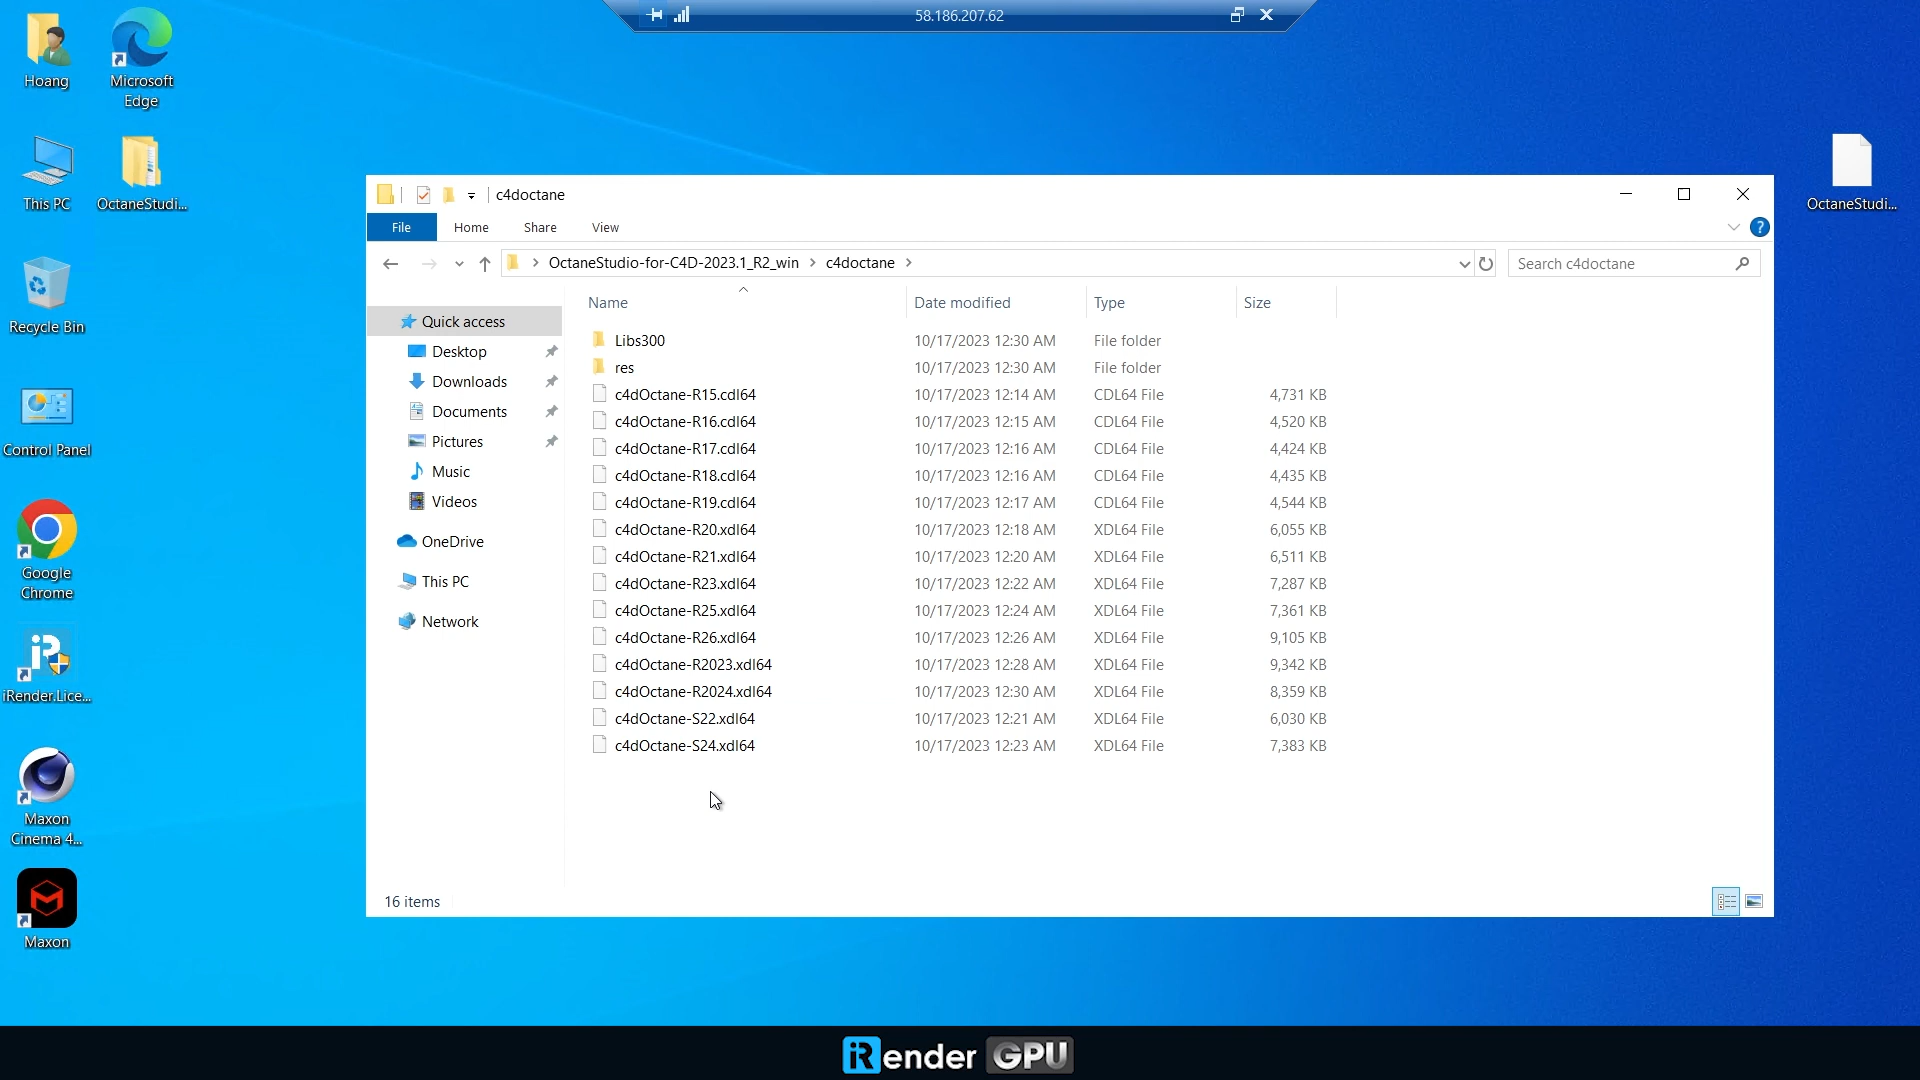 58.186.207.62
Hoang
Microsoft
Edge
This PC
OctaneStudi...
Recycle Bin
Control Panel
Google
Chrome
iRender.Lice...
Maxon
Cinema 4...
Maxon
OctaneStudi...
c4doctane
File
Home
Share
View
?
OctaneStudio-for-C4D-2023.1_R2_win
c4doctane
Search c4doctane
Quick access
Desktop
Downloads
Documents
Pictures
Music
Videos
OneDrive
This PC
Network
Name Date modified Type Size
Libs300 10/17/2023 12:30 AM File folder
res 10/17/2023 12:30 AM File folder
c4dOctane-R15.cdl64 10/17/2023 12:14 AM CDL64 File 4,731 KB
c4dOctane-R16.cdl64 10/17/2023 12:15 AM CDL64 File 4,520 KB
c4dOctane-R17.cdl64 10/17/2023 12:16 AM CDL64 File 4,424 KB
c4dOctane-R18.cdl64 10/17/2023 12:16 AM CDL64 File 4,435 KB
c4dOctane-R19.cdl64 10/17/2023 12:17 AM CDL64 File 4,544 KB
c4dOctane-R20.xdl64 10/17/2023 12:18 AM XDL64 File 6,055 KB
c4dOctane-R21.xdl64 10/17/2023 12:20 AM XDL64 File 6,511 KB
c4dOctane-R23.xdl64 10/17/2023 12:22 AM XDL64 File 7,287 KB
c4dOctane-R25.xdl64 10/17/2023 12:24 AM XDL64 File 7,361 KB
c4dOctane-R26.xdl64 10/17/2023 12:26 AM XDL64 File 9,105 KB
c4dOctane-R2023.xdl64 10/17/2023 12:28 AM XDL64 File 9,342 KB
c4dOctane-R2024.xdl64 10/17/2023 12:30 AM XDL64 File 8,359 KB
c4dOctane-S22.xdl64 10/17/2023 12:21 AM XDL64 File 6,030 KB
c4dOctane-S24.xdl64 10/17/2023 12:23 AM XDL64 File 7,383 KB
16 items
iRender GPU